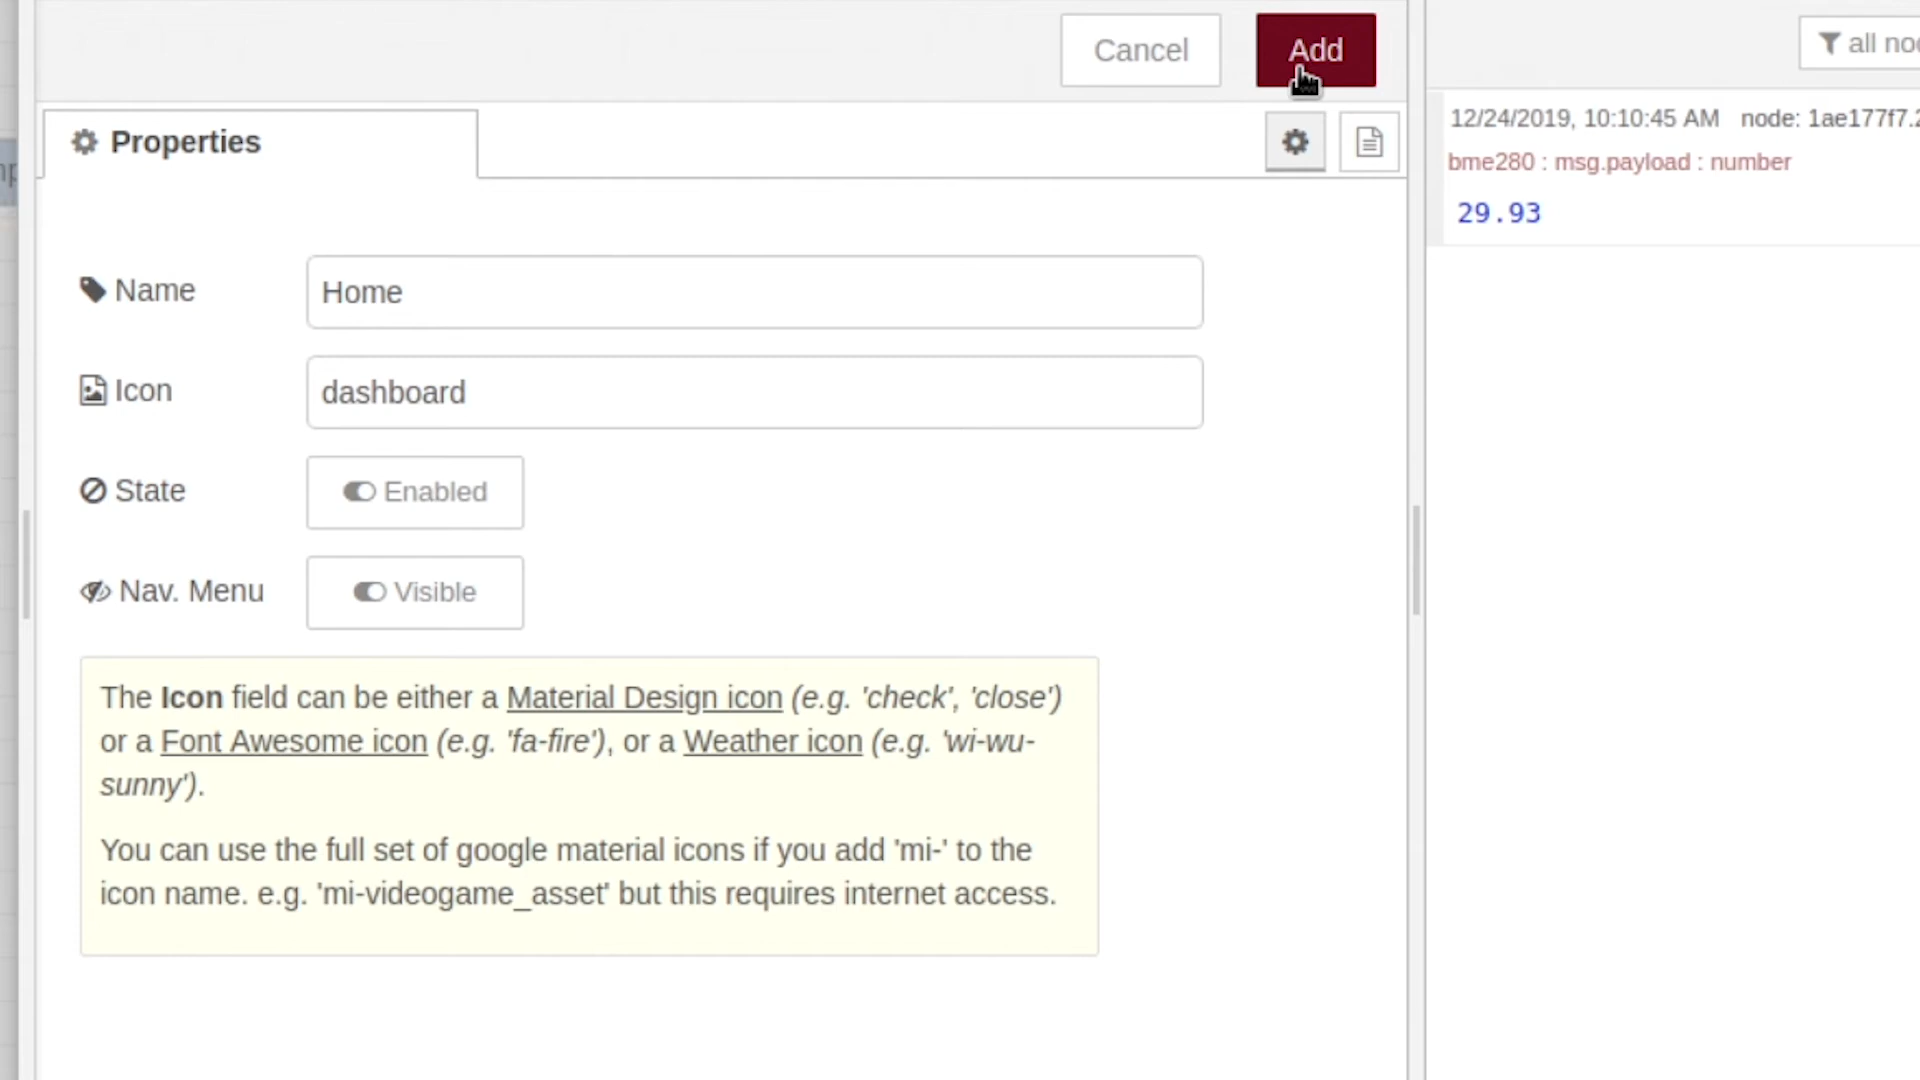 Cancel
Add
all
Properties
12/24/2019, 10:10:45 AM node: 1ae177f7.2
bme280 : msg.payload : number
29.93
Name
Home
Icon
dashboard
State
Enabled
Nav. Menu
Visible
The Icon field can be either a Material Design icon (e.g. 'check', 'close')
or a Font Awesome icon (e.g. 'fa-fire'), or a Weather icon (e.g. 'wi-wu-
sunny').
You can use the full set of google material icons if you add 'mi-' to the
icon name. e.g. 'mi-videogame_asset' but this requires internet access.